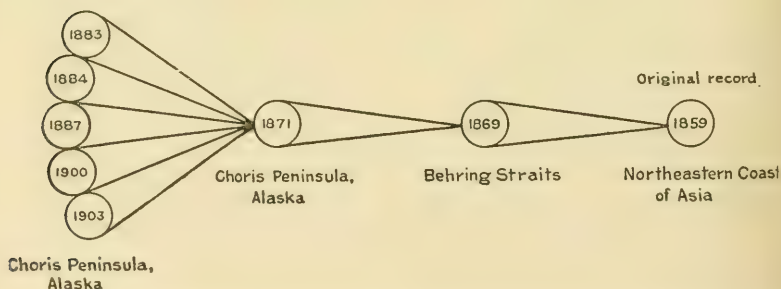 1883
1884
1887
1900
1903
Choris Peninsula,
Alaska
1871
Choris Peninsula,
Alaska
1869
Behring Straits
Original record.
1859
Northeastern Coast
of Asia